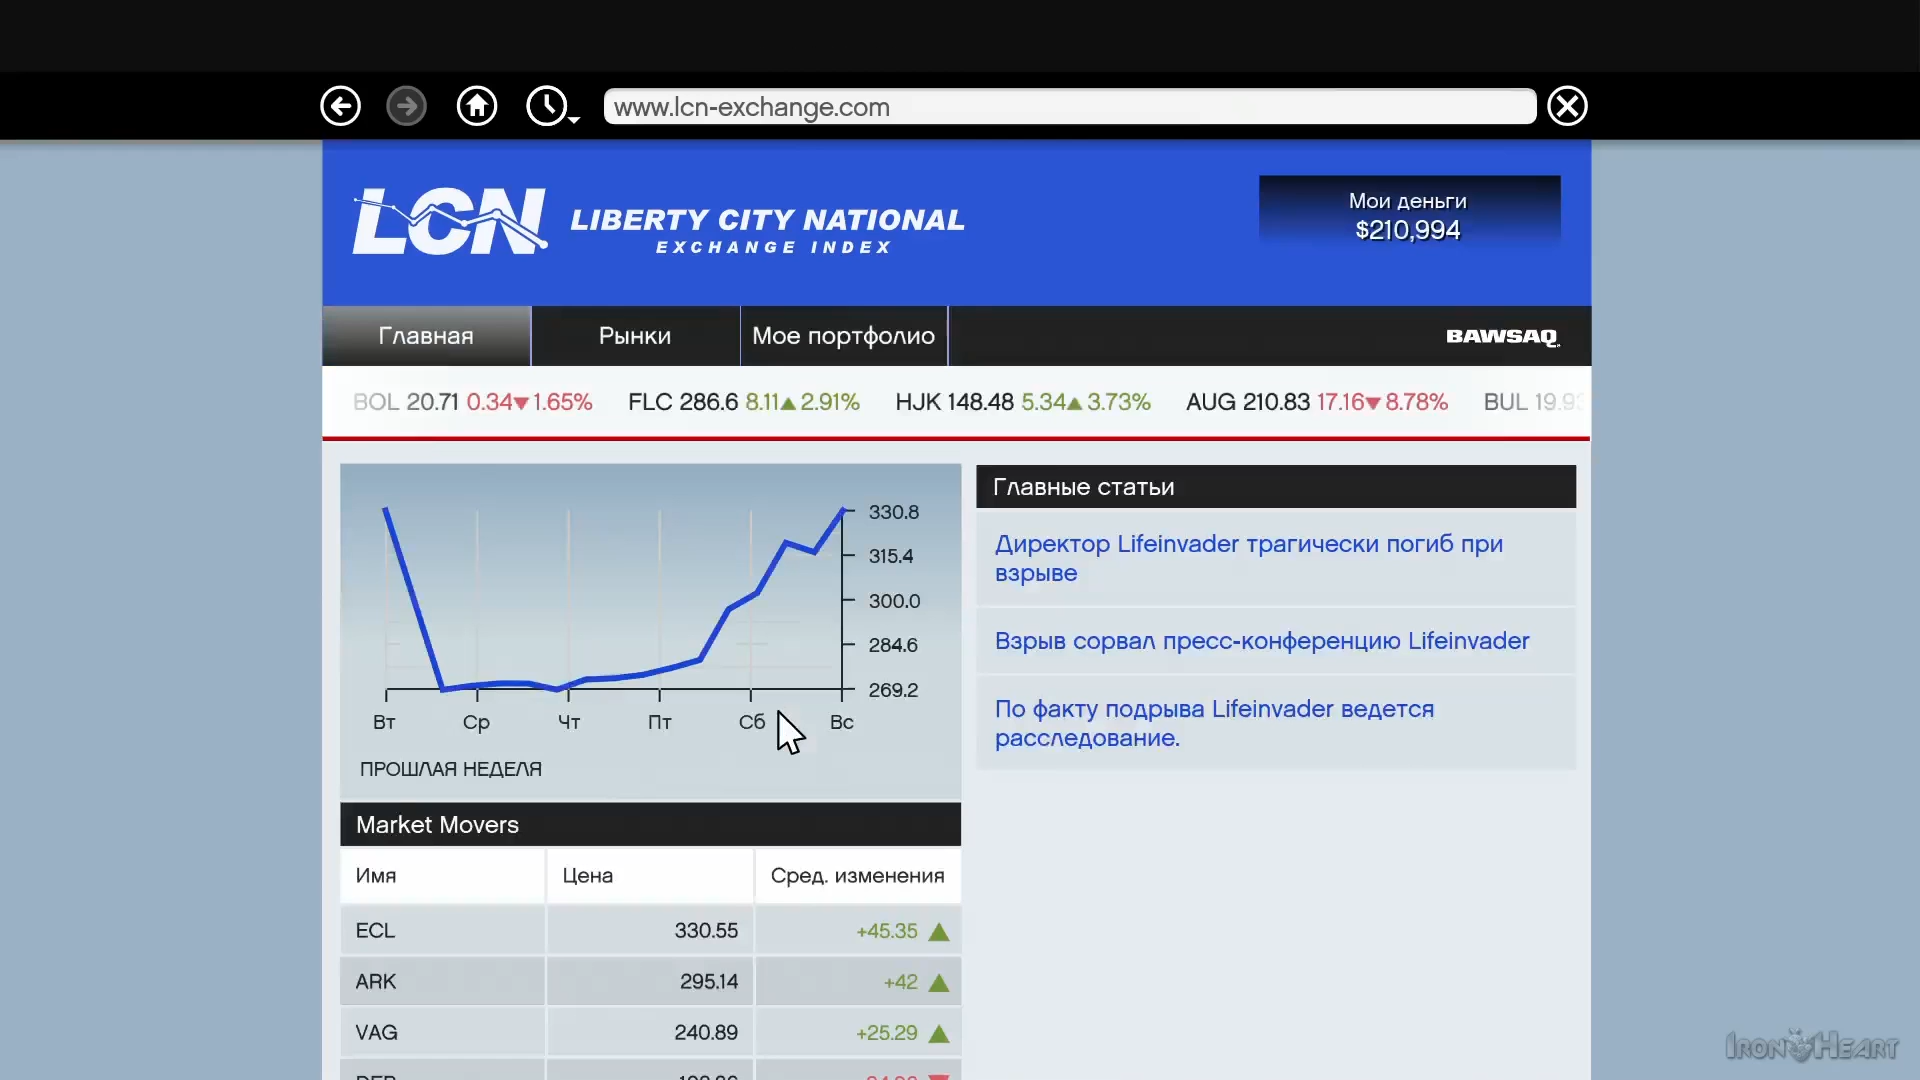 www.lcn-exchange.com
LCN
LIBERTY CITY NATIONAL
EXCHANGE INDEX
Мои деньги
$210,994
Главная Рынки Мое портфолио BAWSAQ
BOL 20.71 0.34▼1.65% FLC 286.6 8.11▲2.91% HJK 148.48 5.34▲3.73% AUG 210.83 17.16▼8.78% BUL 19.9
330.8
315.4
300.0
284.6
269.2
Вт Ср Чт Пт Сб Вс
ПРОШЛАЯ НЕДЕЛЯ
Главные статьи
Директор Lifeinvader трагически погиб при
взрыве
Взрыв сорвал пресс-конференцию Lifeinvader
По факту подрыва Lifeinvader ведется
расследование.
Market Movers
Имя Цена Сред. изменения
ECL 330.55 +45.35 ▲
ARK 295.14 +42 ▲
VAG 240.89 +25.29 ▲
IRONHEART